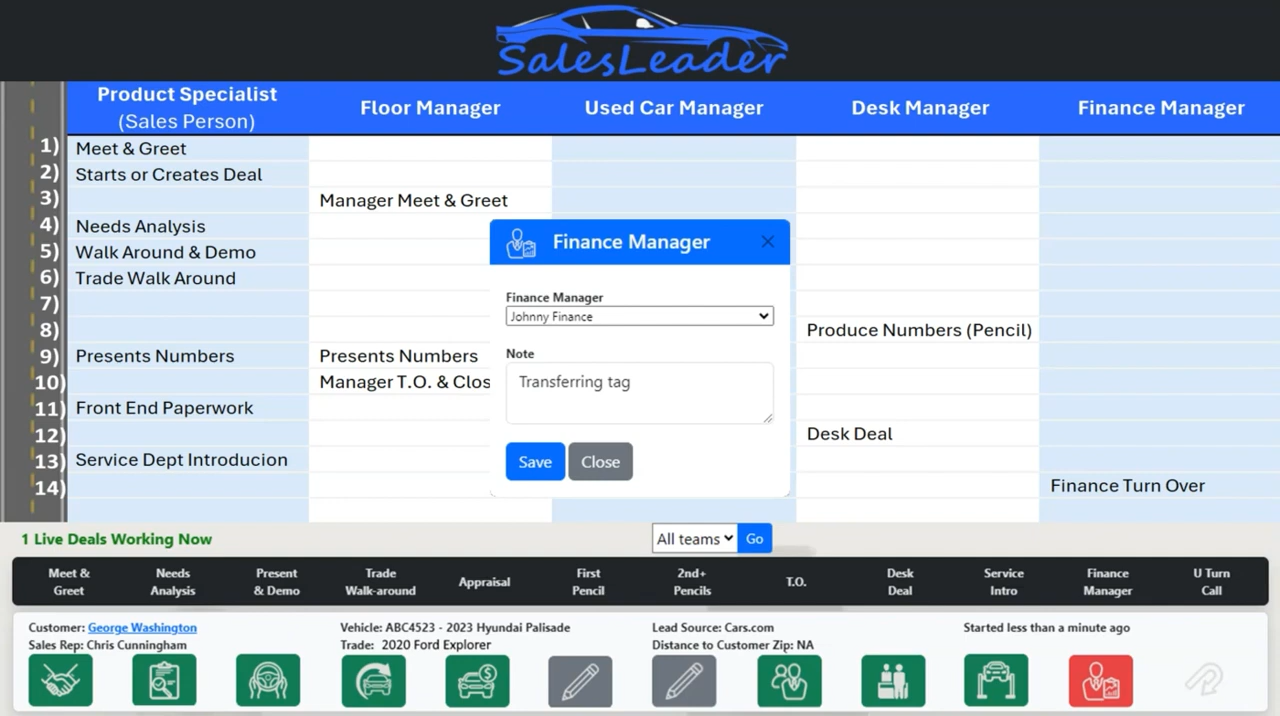 SalesLeader
Product Specialist
(Sales Person)
Floor Manager
Used Car Manager
Desk Manager
Finance Manager
1) Meet & Greet
2) Starts or Creates Deal
3) Manager Meet & Greet
4) Needs Analysis
5) Walk Around & Demo
6) Trade Walk Around
7)
8) Produce Numbers (Pencil)
9) Presents Numbers Presents Numbers
10) Manager T.O. & Clos
11) Front End Paperwork
12) Desk Deal
13) Service Dept Introducion
14) Finance Turn Over
Finance Manager
Finance Manager
Johnny Finance
Note
Transferring tag
Save Close
1 Live Deals Working Now
All teams Go
Meet &
Greet
Needs
Analysis
Present
& Demo
Trade
Walk-around
Appraisal
First
Pencil
2nd+
Pencils
T.O.
Desk
Deal
Service
Intro
Finance
Manager
U Turn
Call
Customer: George Washington
Sales Rep: Chris Cunningham
Vehicle: ABC4523 - 2023 Hyundai Palisade
Trade: 2020 Ford Explorer
Lead Source: Cars.com
Distance to Customer Zip: NA
Started less than a minute ago